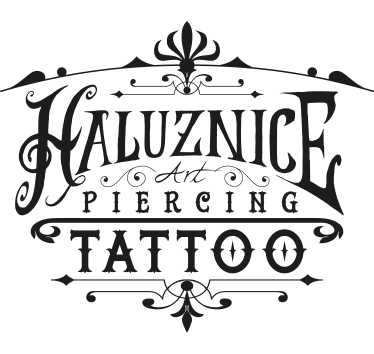 HALUZNICE
Art
PIERCING
TATTOO